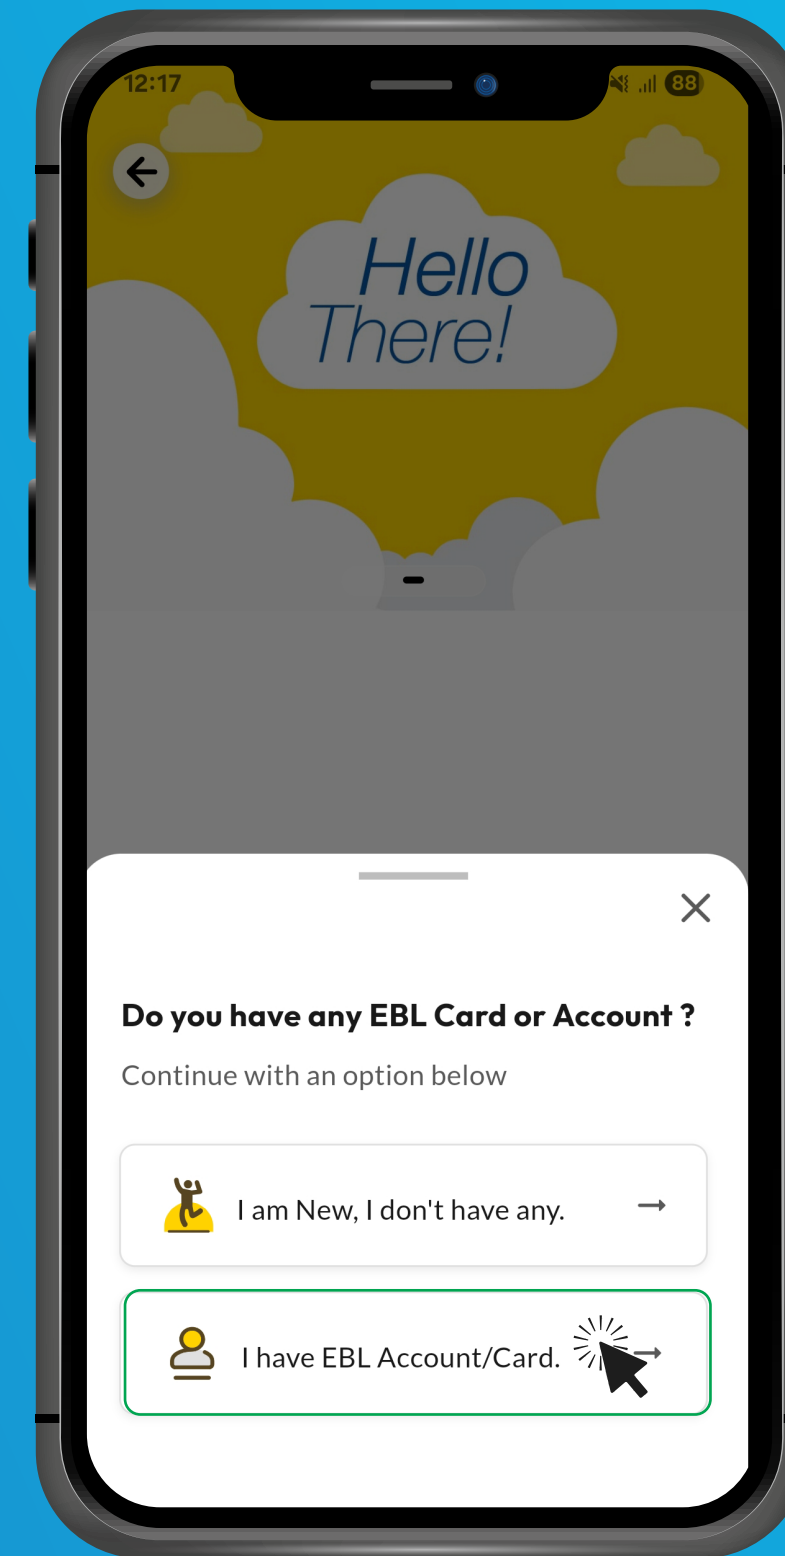 12:17
88
Hello
There!
Do you have any EBL Card or Account ?
Continue with an option below
I am New, I don't have any.
I have EBL Account/Card.